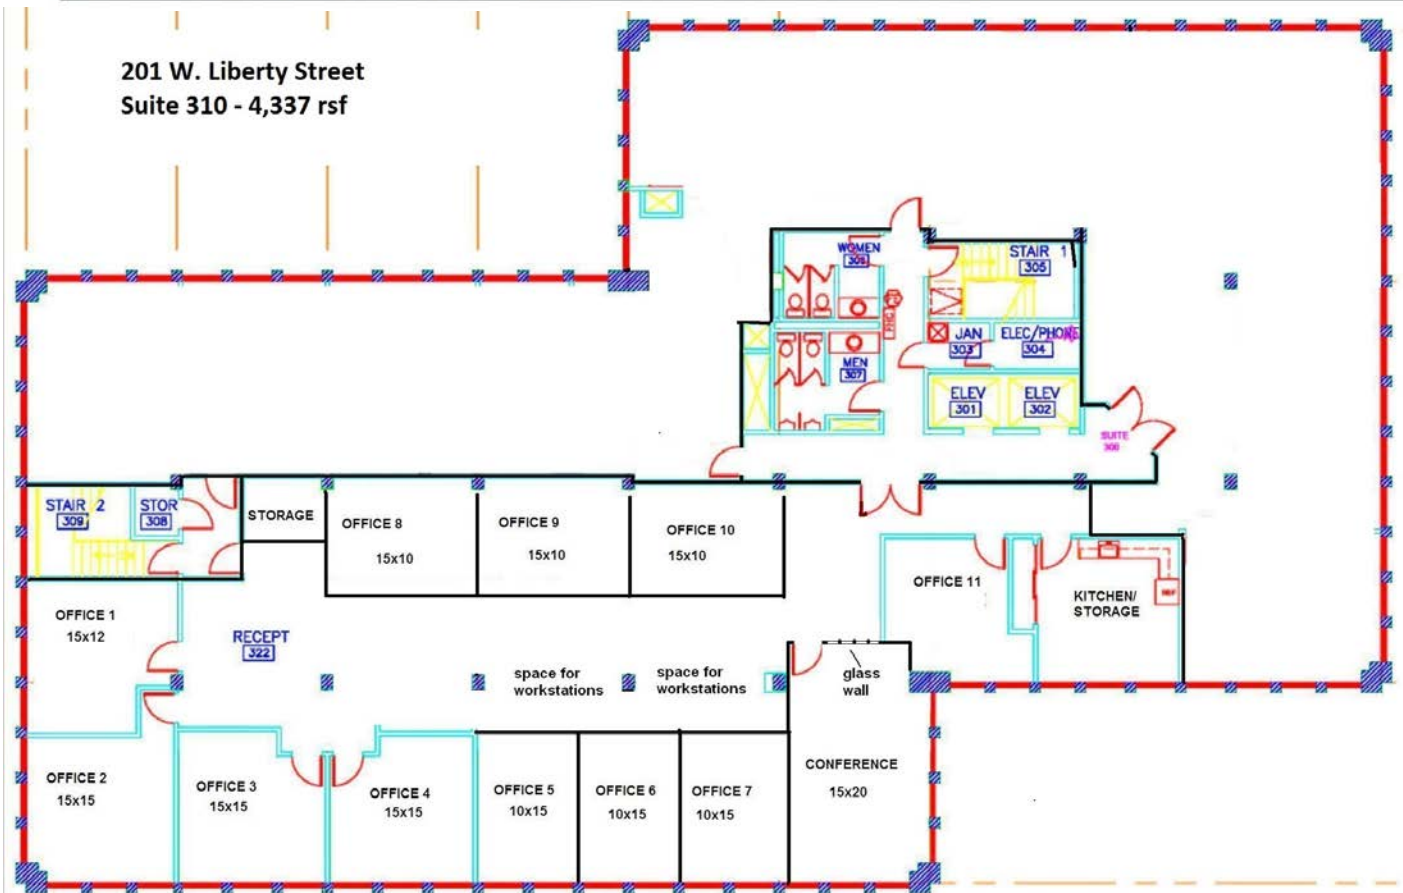 201 W. Liberty Street
Suite 310 - 4,337 rsf
WOMEN
STAIR 1
305
JAN
303
ELEC/PHONE
304
MEN
307
ELEV
301
ELEV
302
SUITE
300
STAIR 2
309
STOR
308
STORAGE
OFFICE 8
15x10
OFFICE 9
15x10
OFFICE 10
15x10
OFFICE 11
KITCHEN/
STORAGE
REF
OFFICE 1
15x12
RECEPT
322
space for
workstations
space for
workstations
glass
wall
OFFICE 2
15x15
OFFICE 3
15x15
OFFICE 4
15x15
OFFICE 5
10x15
OFFICE 6
10x15
OFFICE 7
10x15
CONFERENCE
15x20